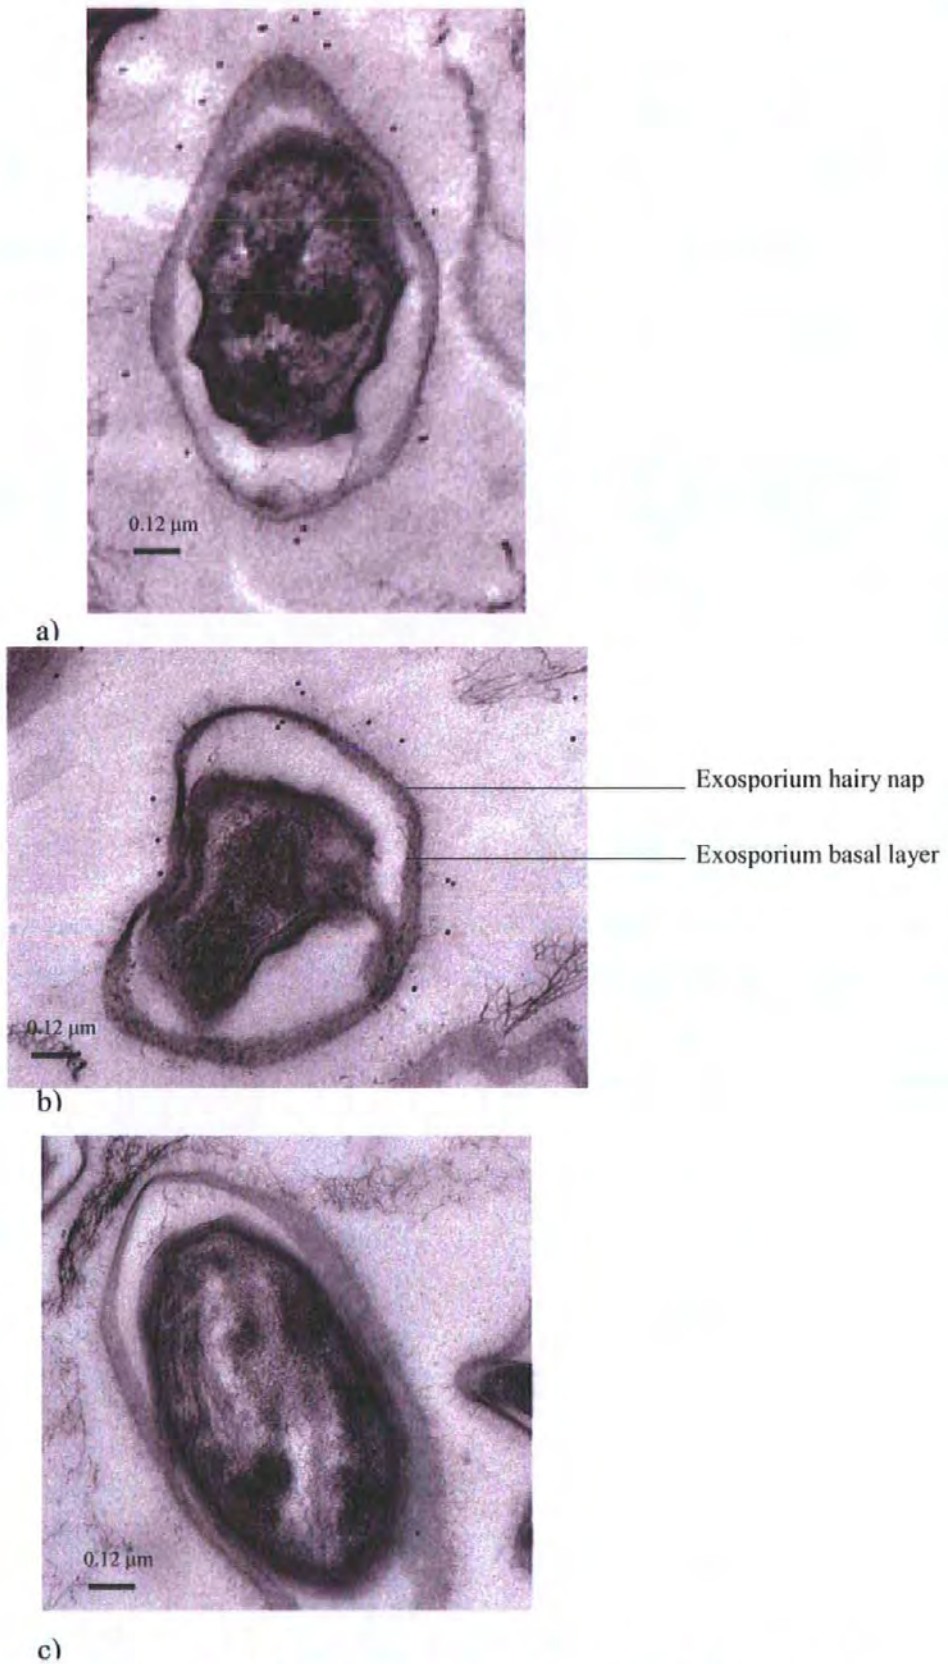 0.12 µm
a)
Exosporium hairy nap
Exosporium basal layer
0.12 µm
b)
0.12 µm
c)